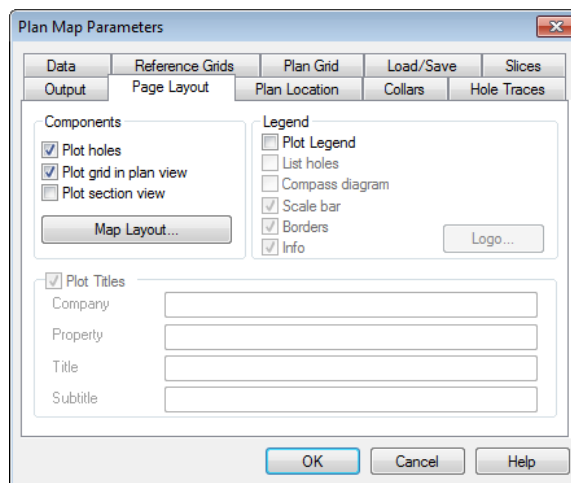 Plan Map Parameters
Data Reference Grids Plan Grid Load/Save Slices
Output Page Layout Plan Location Collars Hole Traces
Components
Plot holes
Plot grid in plan view
Plot section view
Map Layout...
Legend
Plot Legend
List holes
Compass diagram
Scale bar
Borders
Info
Logo...
Plot Titles
Company
Property
Title
Subtitle
OK Cancel Help